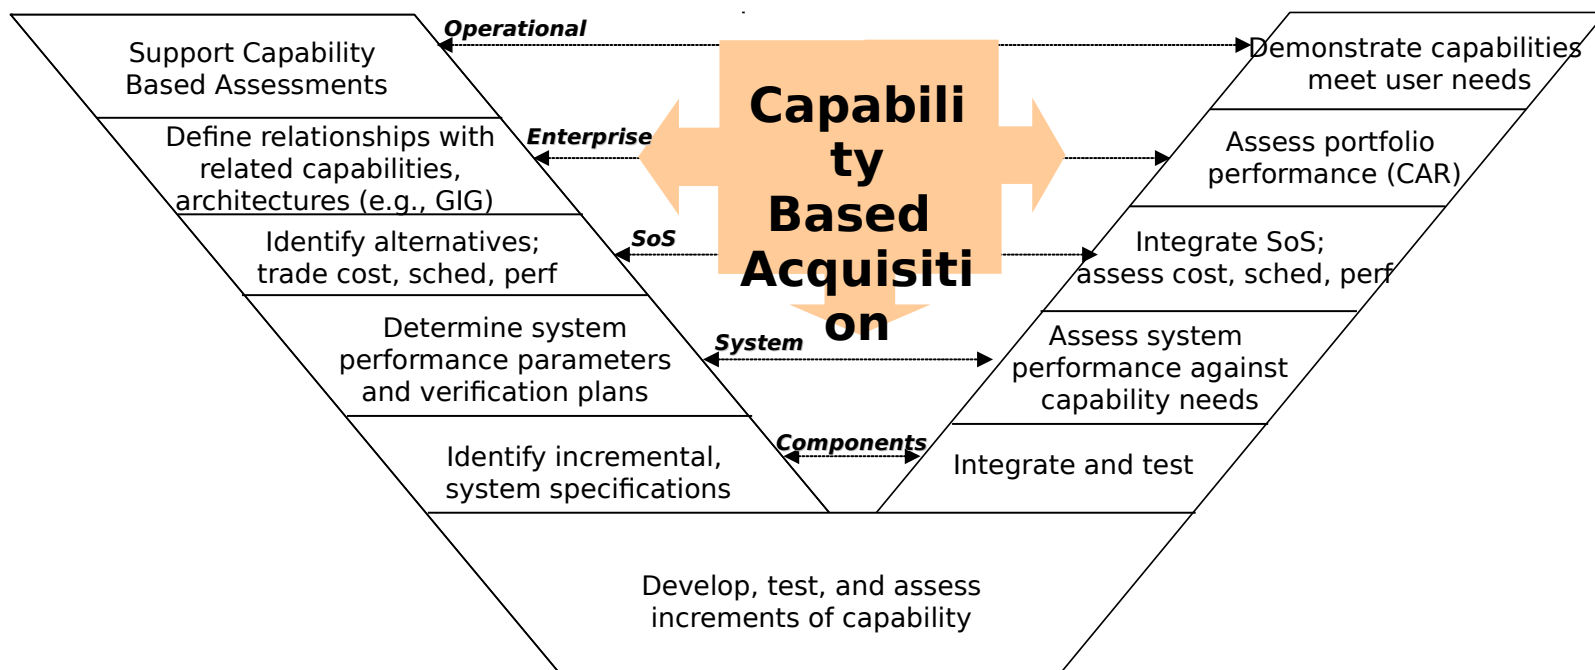 Operational
Support Capability
Based Assessments
Demonstrate capabilities
meet user needs
Capabili
ty
Based
Acquisiti
on
Enterprise
Define relationships with
related capabilities,
architectures (e.g., GIG)
Assess portfolio
performance (CAR)
SoS
Identify alternatives;
trade cost, sched, perf
Integrate SoS;
assess cost, sched, perf
System
Determine system
performance parameters
and verification plans
Assess system
performance against
capability needs
Components
Identify incremental,
system specifications
Integrate and test
Develop, test, and assess
increments of capability